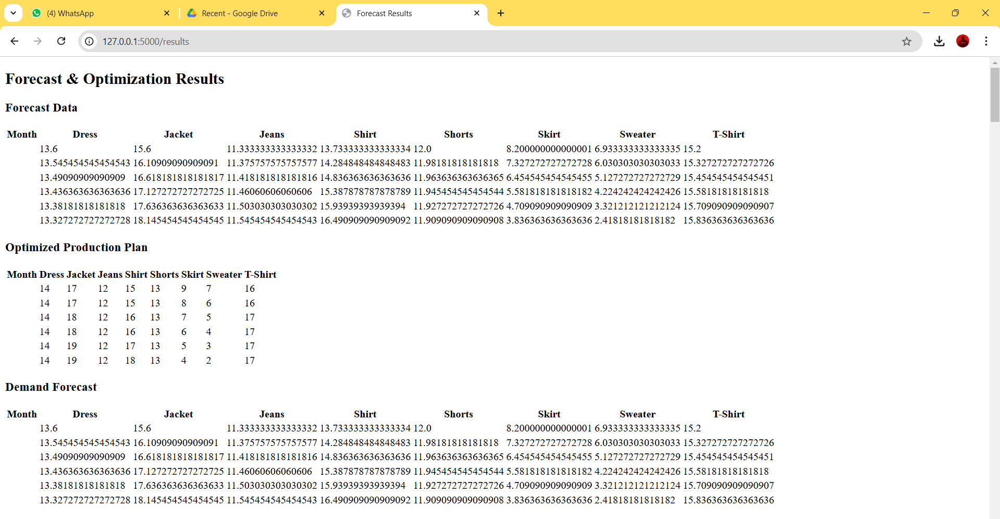 (4) WhatsApp
Recent - Google Drive
Forecast Results
127.0.0.1:5000/results
Forecast & Optimization Results
Forecast Data
Month Dress Jacket Jeans Shirt Shorts Skirt Sweater T-Shirt
13.6 15.6 11.333333333333332 13.733333333333334 12.0 8.200000000000001 6.933333333333335 15.2
13.545454545454543 16.10909090909091 11.375757575757577 14.284848484848483 11.98181818181818 7.327272727272728 6.030303030303033 15.327272727272726
13.49090909090909 16.618181818181817 11.418181818181816 14.836363636363636 11.963636363636365 6.454545454545455 5.127272727272729 15.454545454545451
13.436363636363636 17.127272727272725 11.46060606060606 15.387878787878789 11.945454545454544 5.581818181818182 4.224242424242426 15.58181818181818
13.38181818181818 17.636363636363633 11.503030303030302 15.93939393939394 11.927272727272726 4.709090909090909 3.321212121212124 15.709090909090907
13.327272727272728 18.145454545454545 11.545454545454543 16.490909090909092 11.909090909090908 3.836363636363636 2.41818181818182 15.836363636363636
Optimized Production Plan
Month Dress Jacket Jeans Shirt Shorts Skirt Sweater T-Shirt
14 17 12 15 13 9 7 16
14 17 12 15 13 8 6 16
14 18 12 16 13 7 5 17
14 18 12 16 13 6 4 17
14 19 12 17 13 5 3 17
14 19 12 18 13 4 2 17
Demand Forecast
Month Dress Jacket Jeans Shirt Shorts Skirt Sweater T-Shirt
13.6 15.6 11.333333333333332 13.733333333333334 12.0 8.200000000000001 6.933333333333335 15.2
13.545454545454543 16.10909090909091 11.375757575757577 14.284848484848483 11.98181818181818 7.327272727272728 6.030303030303033 15.327272727272726
13.49090909090909 16.618181818181817 11.418181818181816 14.836363636363636 11.963636363636365 6.454545454545455 5.127272727272729 15.454545454545451
13.436363636363636 17.127272727272725 11.46060606060606 15.387878787878789 11.945454545454544 5.581818181818182 4.224242424242426 15.58181818181818
13.38181818181818 17.636363636363633 11.503030303030302 15.93939393939394 11.927272727272726 4.709090909090909 3.321212121212124 15.709090909090907
13.327272727272728 18.145454545454545 11.545454545454543 16.490909090909092 11.909090909090908 3.836363636363636 2.41818181818182 15.836363636363636